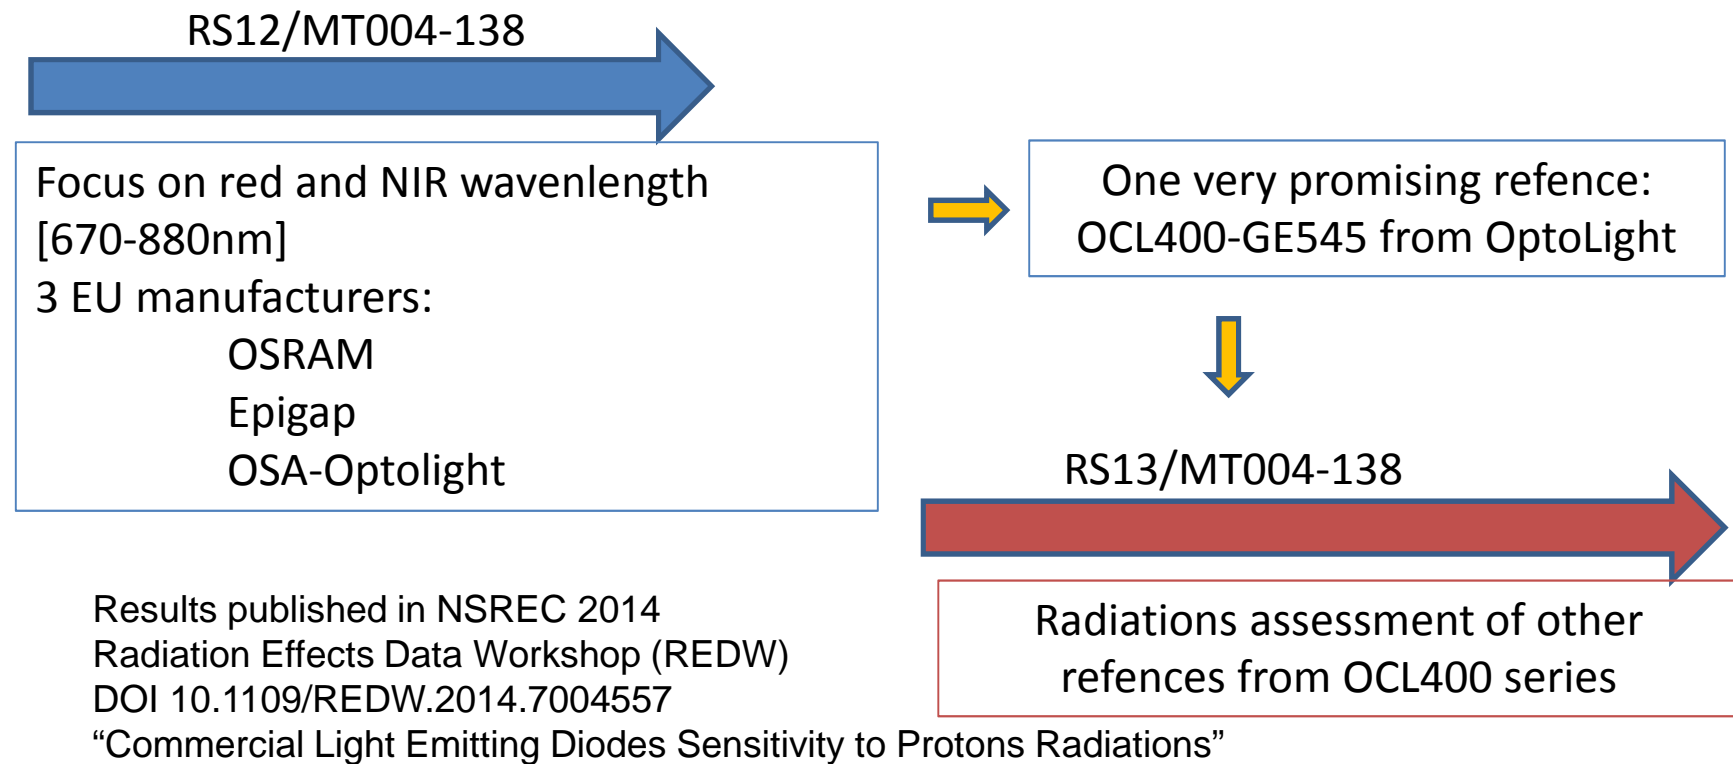 RS12/MT004-138
Focus on red and NIR wavenlength
[670-880nm]
3 EU manufacturers:
OSRAM
Epigap
OSA-Optolight
One very promising refence:
OCL400-GE545 from OptoLight
RS13/MT004-138
Radiations assessment of other
refences from OCL400 series
Results published in NSREC 2014
Radiation Effects Data Workshop (REDW)
DOI 10.1109/REDW.2014.7004557
“Commercial Light Emitting Diodes Sensitivity to Protons Radiations”